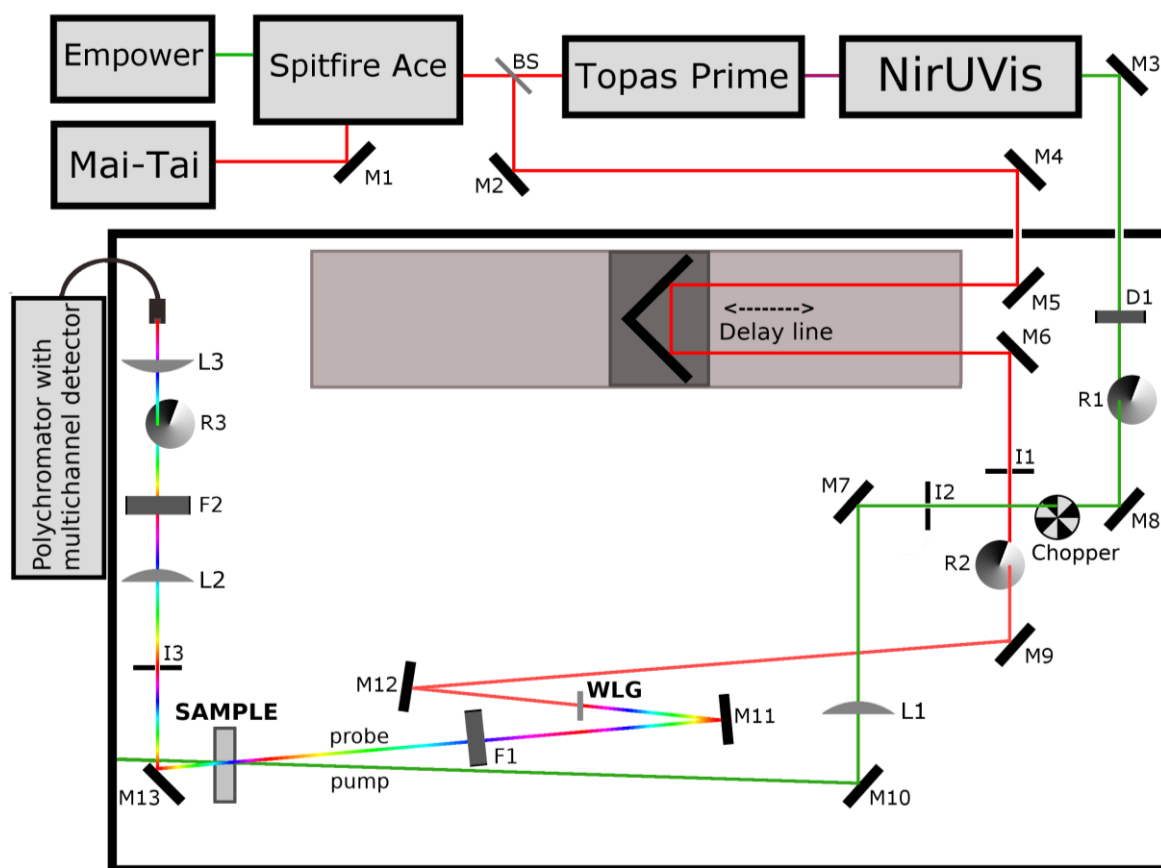 Empower
Spitfire Ace
BS
Topas Prime
NirUVis
M3
Mai-Tai
M1
M2
M4
M5
D1
<-------->
Delay line
M6
L3
R1
R3
Polychromator with
multichannel detector
I1
M7
I2
F2
M8
Chopper
R2
L2
I3
M9
M12
WLG
SAMPLE
M11
L1
probe
F1
pump
M13
M10